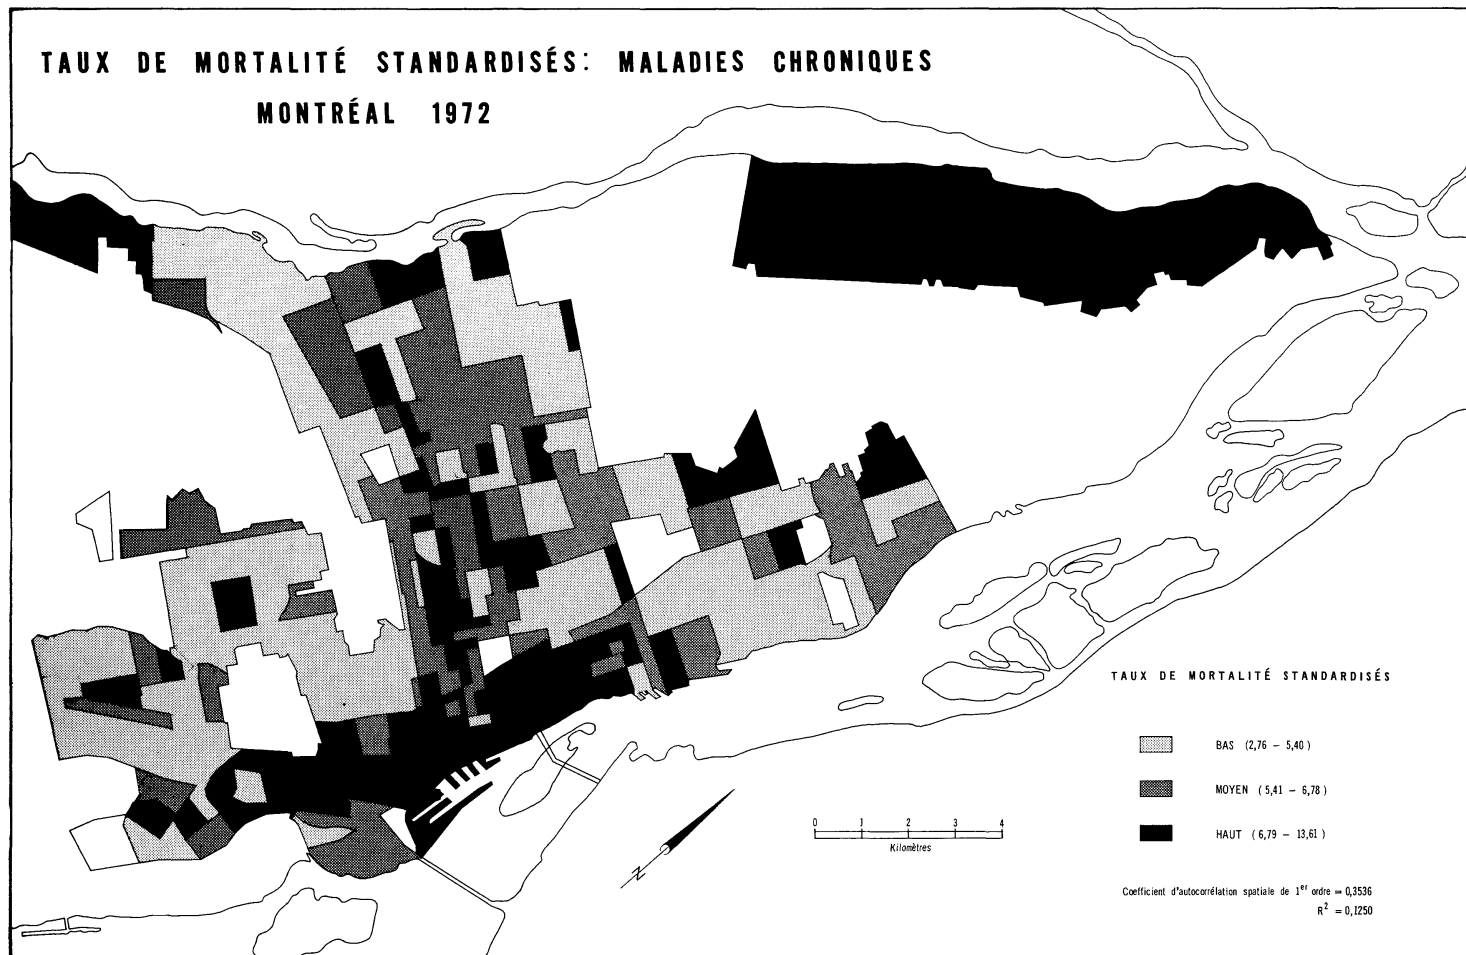 TAUX DE MORTALITÉ STANDARDISÉS: MALADIES CHRONIQUES
MONTRÉAL 1972
TAUX DE MORTALITÉ STANDARDISÉS
BAS (2,76 – 5,40)
MOYEN (5,41 – 6,78)
HAUT (6,79 – 13,61)
0 1 2 3 4
Kilomètres
N
Coefficient d'autocorrélation spatiale de 1er ordre = 0,3536
R² = 0,1250